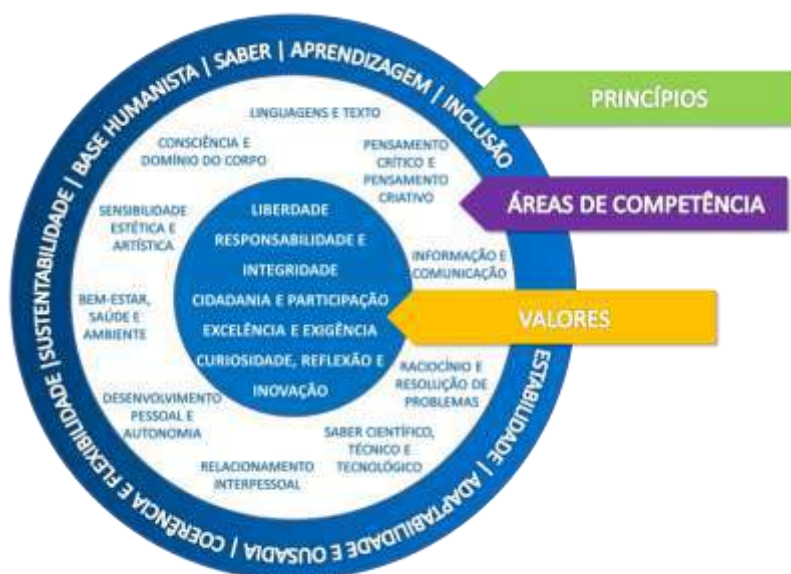 SUSTENTABILIDADE | BASE HUMANISTA | SABER | APRENDIZAGEM | INCLUSÃO
ESTABILIDADE | ADAPTABILIDADE E OUSADIA | COERÊNCIA E FLEXIBILIDADE |
PRINCÍPIOS
ÁREAS DE COMPETÊNCIA
VALORES
LINGUAGENS E TEXTO
PENSAMENTO
CRÍTICO E
PENSAMENTO
CRIATIVO
INFORMAÇÃO E
COMUNICAÇÃO
RACIOCÍNIO E
RESOLUÇÃO DE
PROBLEMAS
SABER CIENTÍFICO,
TÉCNICO E
TECNOLÓGICO
RELACIONAMENTO
INTERPESSOAL
DESENVOLVIMENTO
PESSOAL E
AUTONOMIA
BEM-ESTAR,
SAÚDE E
AMBIENTE
SENSIBILIDADE
ESTÉTICA E
ARTÍSTICA
CONSCIÊNCIA E
DOMÍNIO DO CORPO
LIBERDADE
RESPONSABILIDADE E
INTEGRIDADE
CIDADANIA E PARTICIPAÇÃO
EXCELÊNCIA E EXIGÊNCIA
CURIOSIDADE, REFLEXÃO E
INOVAÇÃO